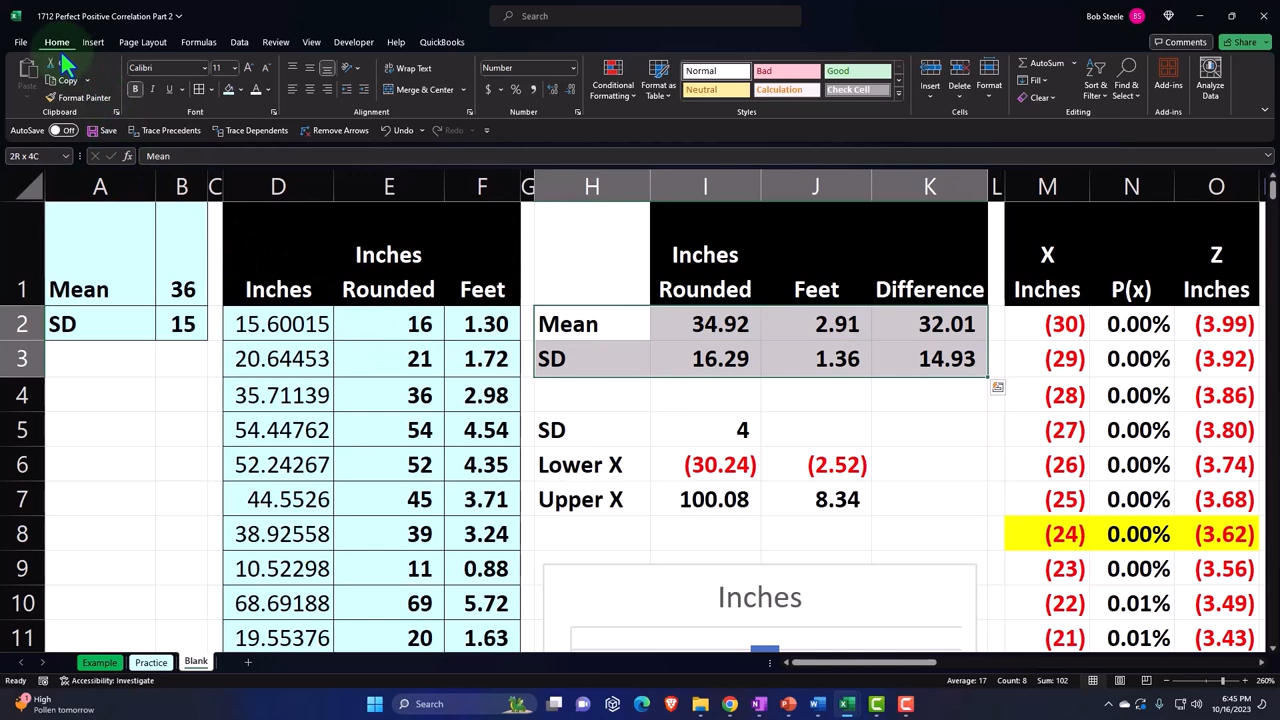 1712 Perfect Positive Correlation Part 2
Search
Bob Steele
BS
File Home Insert Page Layout Formulas Data Review View Developer Help QuickBooks
Comments Share
Paste
Copy
Format Painter
Clipboard
Calibri 11
B I U
Font
Wrap Text
Merge & Center
Alignment
Number
$ % 9
Number
Conditional Formatting
Format as Table
Normal Bad Good
Neutral Calculation Check Cell
Styles
Insert Delete Format
Cells
AutoSum
Fill
Clear
Sort & Filter
Find & Select
Editing
Add-ins
Add-ins
Analyze Data
AutoSave Off Save Trace Precedents Trace Dependents Remove Arrows Undo Redo
2R x 4C fx Mean
A B C D E F G H I J K L M N O
1 Mean 36 Inches Inches Rounded Feet Inches Rounded Feet Difference X Inches P(x) Z Inches
2 SD 15 15.60015 16 1.30 Mean 34.92 2.91 32.01 (30) 0.00% (3.99)
3 20.64453 21 1.72 SD 16.29 1.36 14.93 (29) 0.00% (3.92)
4 35.71139 36 2.98 (28) 0.00% (3.86)
5 54.44762 54 4.54 SD 4 (27) 0.00% (3.80)
6 52.24267 52 4.35 Lower X (30.24) (2.52) (26) 0.00% (3.74)
7 44.5526 45 3.71 Upper X 100.08 8.34 (25) 0.00% (3.68)
8 38.92558 39 3.24 (24) 0.00% (3.62)
9 10.52298 11 0.88 (23) 0.00% (3.56)
10 68.69188 69 5.72 Inches (22) 0.01% (3.49)
11 19.55376 20 1.63 (21) 0.01% (3.43)
Example Practice Blank
Ready Accessibility: Investigate Average: 17 Count: 8 Sum: 102 260%
High
Pollen tomorrow
Search
6:45 PM
10/16/2023